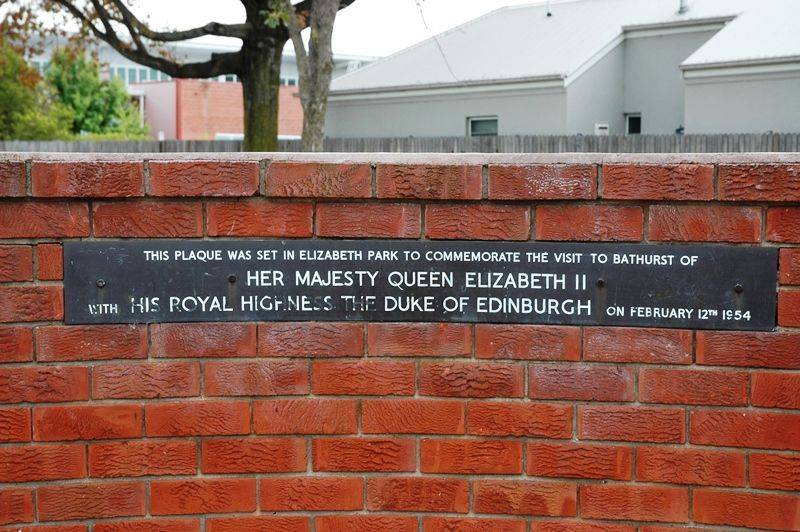 THIS PLAQUE WAS SET IN ELIZABETH PARK TO COMMEMORATE THE VISIT TO BATHURST OF
HER MAJESTY QUEEN ELIZABETH II
WITH HIS ROYAL HIGHNESS THE DUKE OF EDINBURGH ON FEBRUARY 12TH 1954